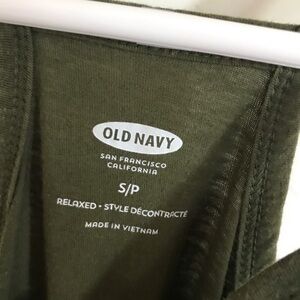 OLD NAVY
SAN FRANCISCO
CALIFORNIA
S/P
RELAXED • STYLE DÉCONTRACTÉ
MADE IN VIETNAM